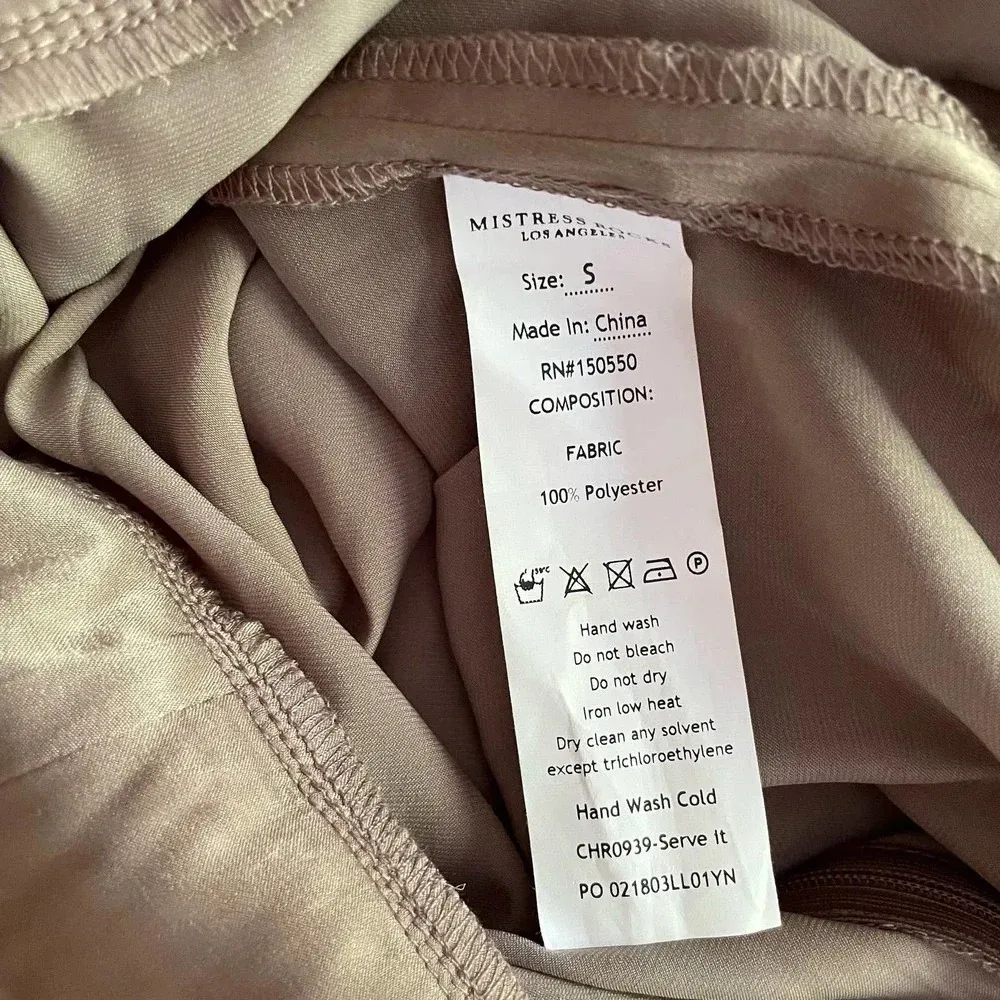 MISTRESS ROCKS
LOS ANGELES
Size: S
Made In: China
RN#150550
COMPOSITION:
FABRIC
100% Polyester
P
Hand wash
Do not bleach
Do not dry
Iron low heat
Dry clean any solvent
except trichloroethylene
Hand Wash Cold
CHR0939-Serve It
PO 021803LL01YN